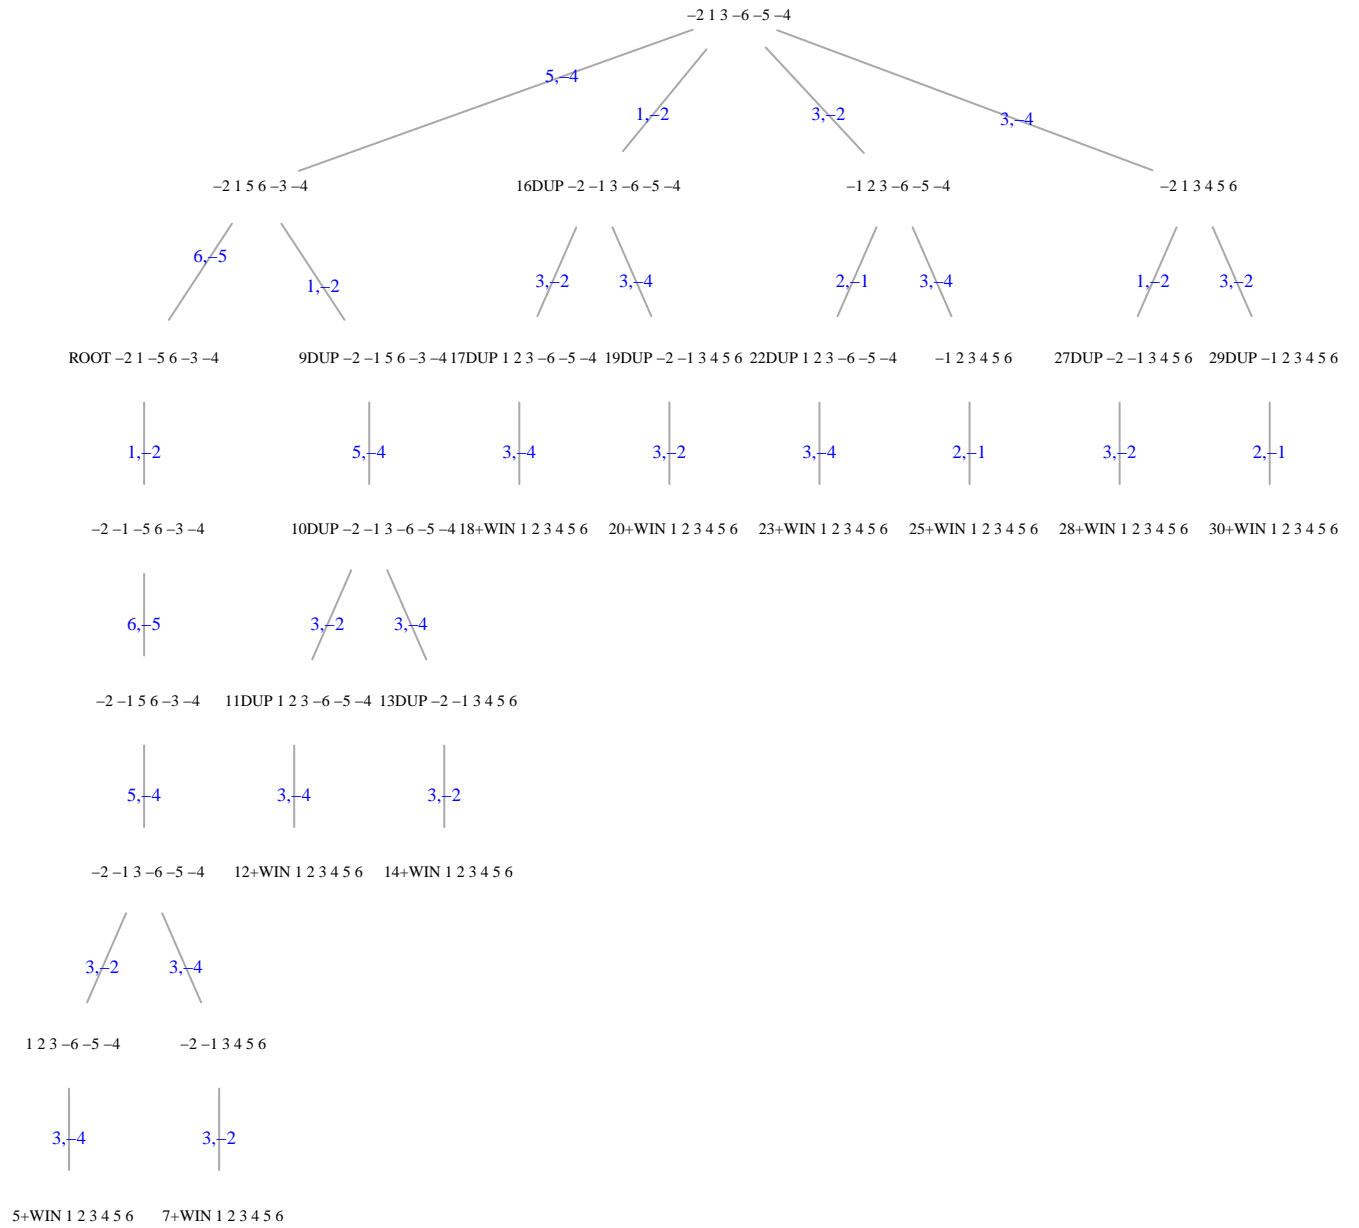 −2 1 3 −6 −5 −4
5,−4
1,−2
3,−2
3,−4
−2 1 5 6 −3 −4
16DUP −2 −1 3 −6 −5 −4
−1 2 3 −6 −5 −4
−2 1 3 4 5 6
6,−5
1,−2
3,−2
3,−4
2,−1
3,−4
1,−2
3,−2
ROOT −2 1 −5 6 −3 −4
9DUP −2 −1 5 6 −3 −4
17DUP 1 2 3 −6 −5 −4
19DUP −2 −1 3 4 5 6
22DUP 1 2 3 −6 −5 −4
−1 2 3 4 5 6
27DUP −2 −1 3 4 5 6
29DUP −1 2 3 4 5 6
1,−2
5,−4
3,−4
3,−2
3,−4
2,−1
3,−2
2,−1
−2 −1 −5 6 −3 −4
10DUP −2 −1 3 −6 −5 −4
18+WIN 1 2 3 4 5 6
20+WIN 1 2 3 4 5 6
23+WIN 1 2 3 4 5 6
25+WIN 1 2 3 4 5 6
28+WIN 1 2 3 4 5 6
30+WIN 1 2 3 4 5 6
6,−5
3,−2
3,−4
−2 −1 5 6 −3 −4
11DUP 1 2 3 −6 −5 −4
13DUP −2 −1 3 4 5 6
5,−4
3,−4
3,−2
−2 −1 3 −6 −5 −4
12+WIN 1 2 3 4 5 6
14+WIN 1 2 3 4 5 6
3,−2
3,−4
1 2 3 −6 −5 −4
−2 −1 3 4 5 6
3,−4
3,−2
5+WIN 1 2 3 4 5 6
7+WIN 1 2 3 4 5 6